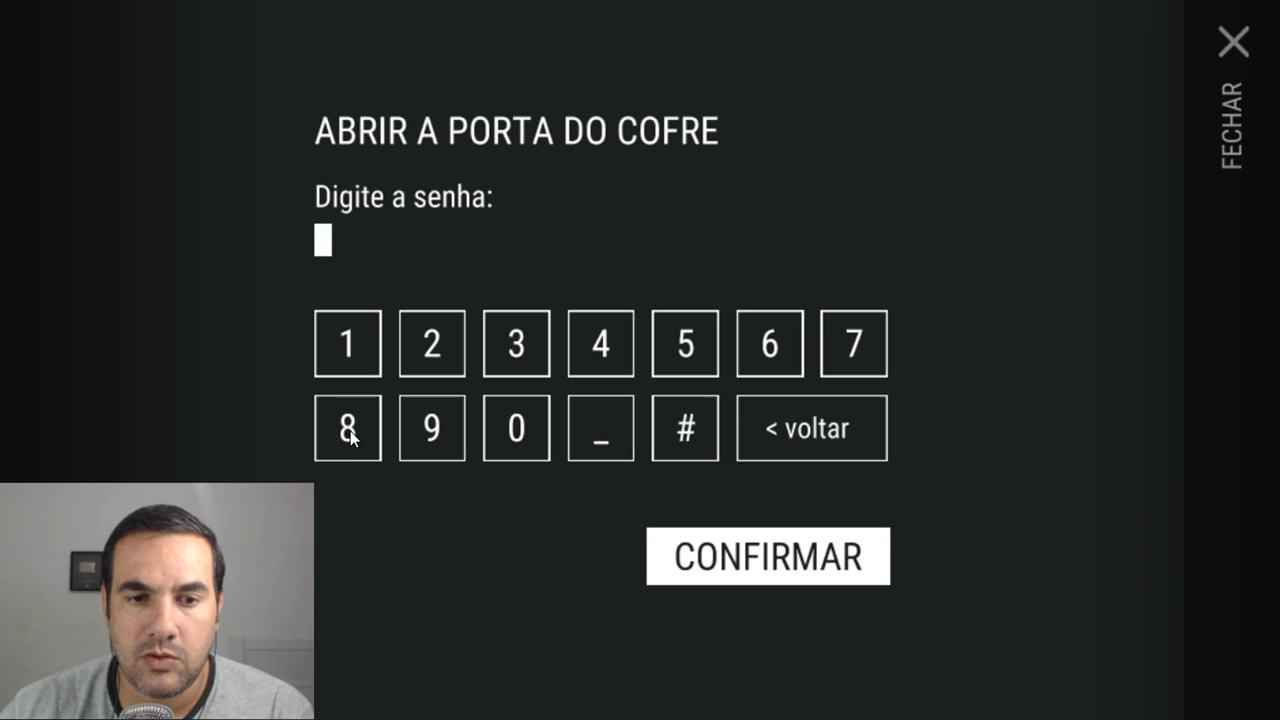 ABRIR A PORTA DO COFRE
Digite a senha:
1 2 3 4 5 6 7
8 9 0 _ # < voltar
CONFIRMAR
FECHAR